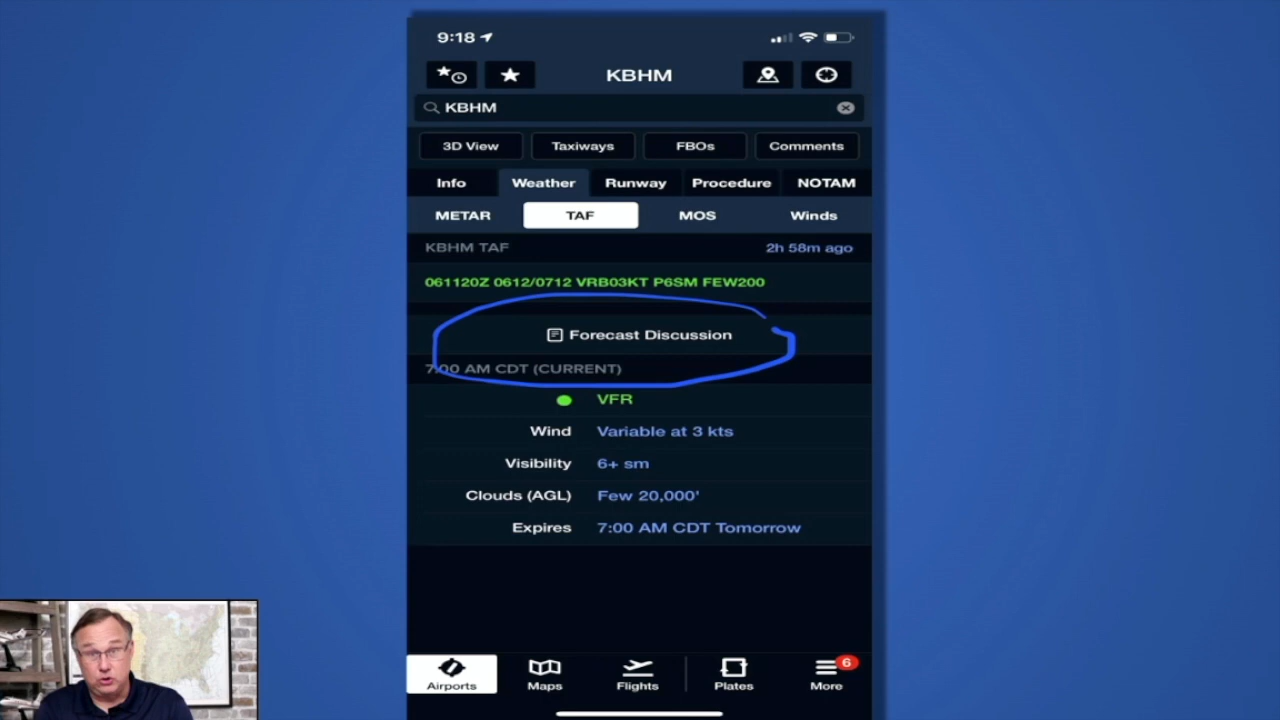 9:18
KBHM
KBHM
3D View Taxiways FBOs Comments
Info Weather Runway Procedure NOTAM
METAR TAF MOS Winds
KBHM TAF 2h 58m ago
061120Z 0612/0712 VRB03KT P6SM FEW200
Forecast Discussion
7:00 AM CDT (CURRENT)
VFR
Wind Variable at 3 kts
Visibility 6+ sm
Clouds (AGL) Few 20,000'
Expires 7:00 AM CDT Tomorrow
6
Airports Maps Flights Plates More